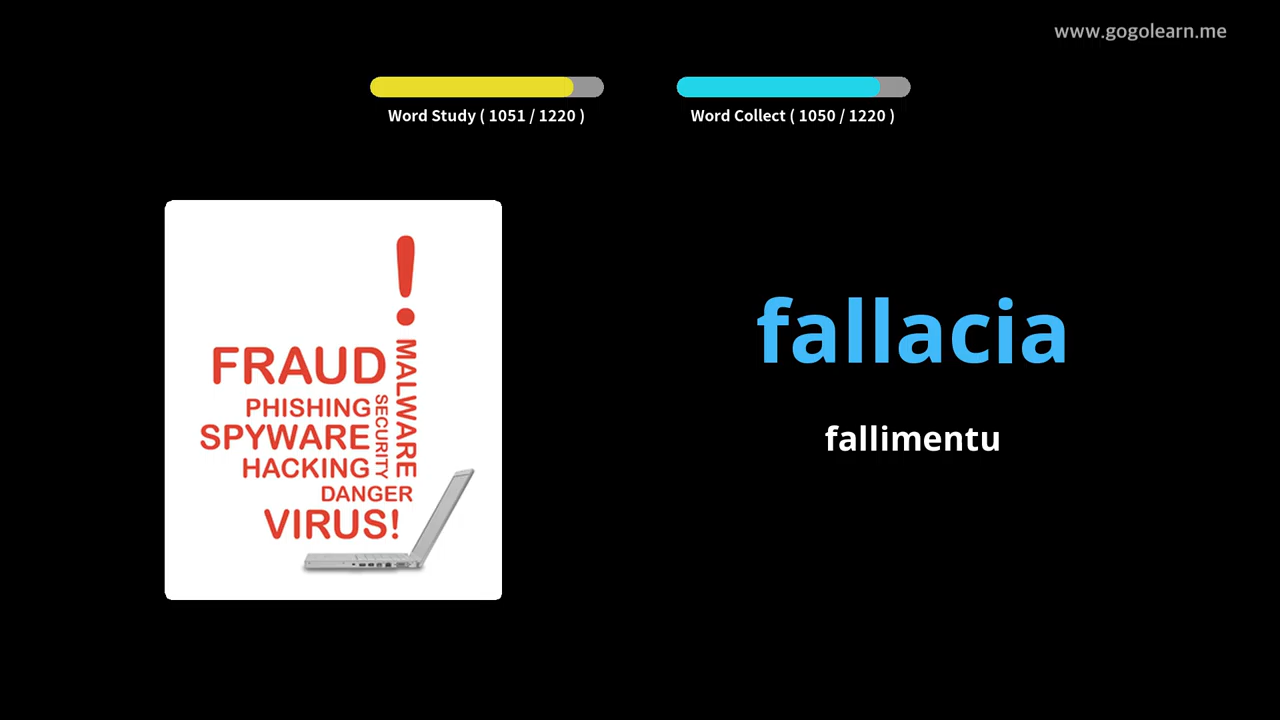 www.gogolearn.me
Word Study ( 1051 / 1220 )
Word Collect ( 1050 / 1220 )
!
FRAUD
MALWARE
PHISHING
SECURITY
SPYWARE
HACKING
DANGER
VIRUS!
fallacia
fallimentu